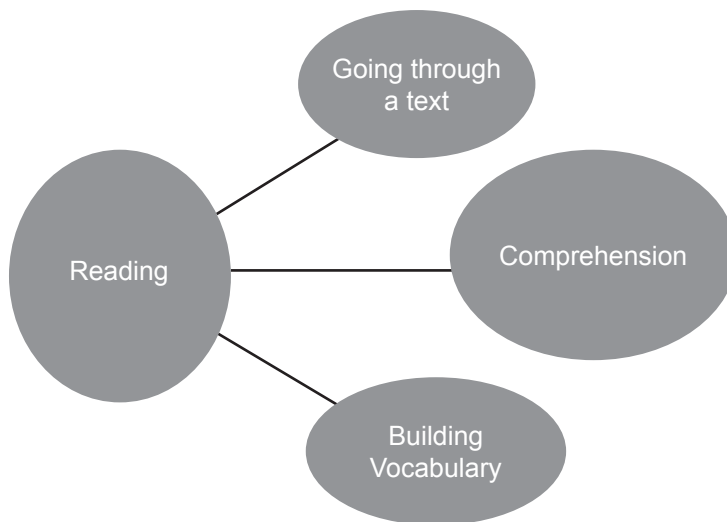 Going through
a text
Reading
Comprehension
Building
Vocabulary